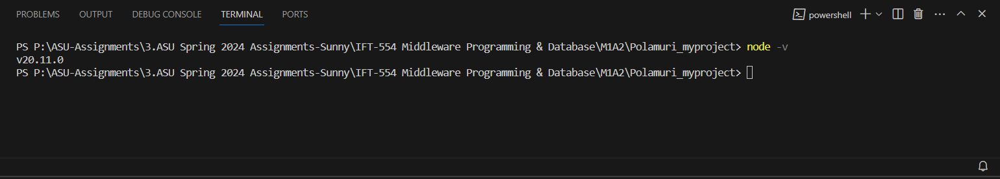 PROBLEMS OUTPUT DEBUG CONSOLE TERMINAL PORTS powershell
PS P:\ASU-Assignments\3.ASU Spring 2024 Assignments-Sunny\IFT-554 Middleware Programming & Database\M1A2\Polamuri_myproject> node -v
v20.11.0
PS P:\ASU-Assignments\3.ASU Spring 2024 Assignments-Sunny\IFT-554 Middleware Programming & Database\M1A2\Polamuri_myproject>